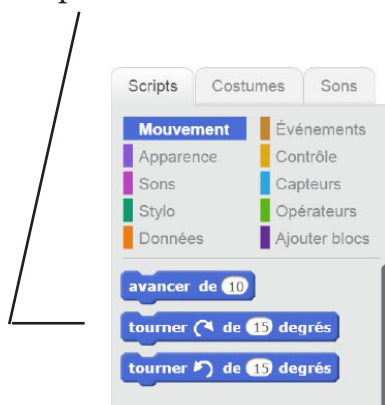 Scripts Costumes Sons
Mouvement Événements
Apparence Contrôle
Sons Capteurs
Stylo Opérateurs
Données Ajouter blocs
avancer de 10
tourner de 15 degrés
tourner de 15 degrés